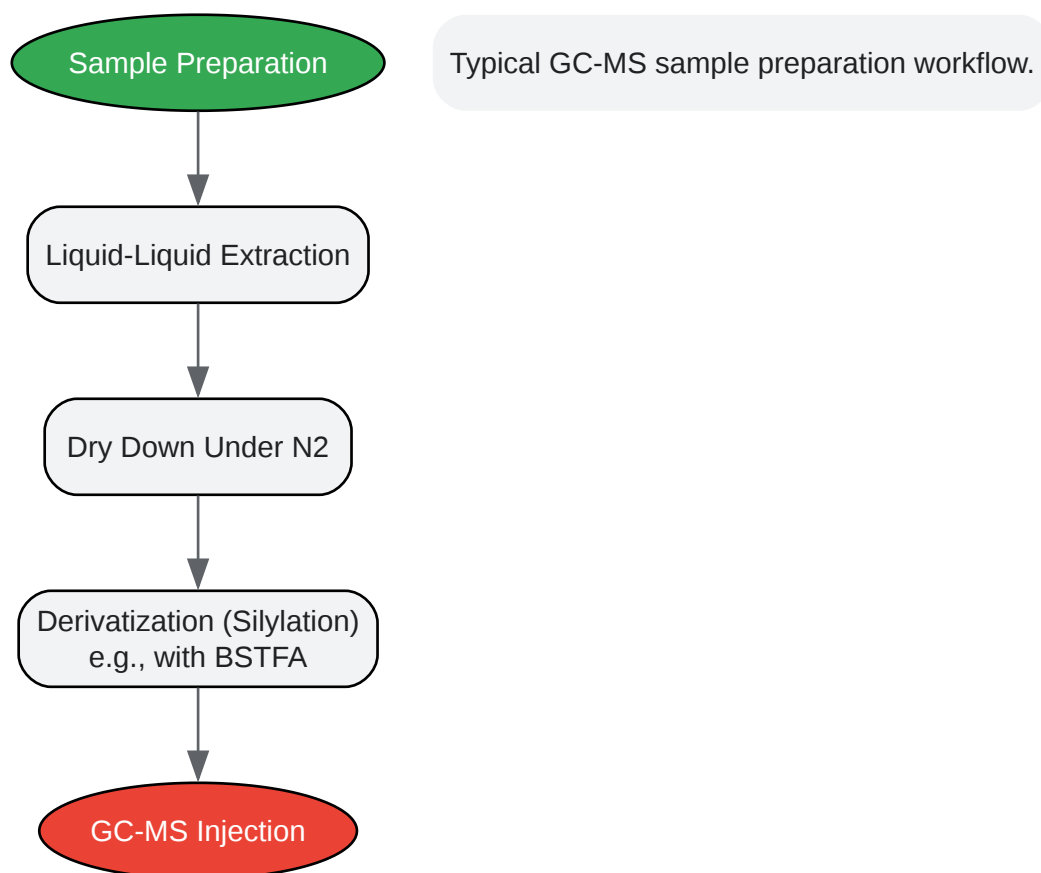 Sample Preparation
Typical GC-MS sample preparation workflow.
Liquid-Liquid Extraction
Dry Down Under N2
Derivatization (Silylation)
e.g., with BSTFA
GC-MS Injection